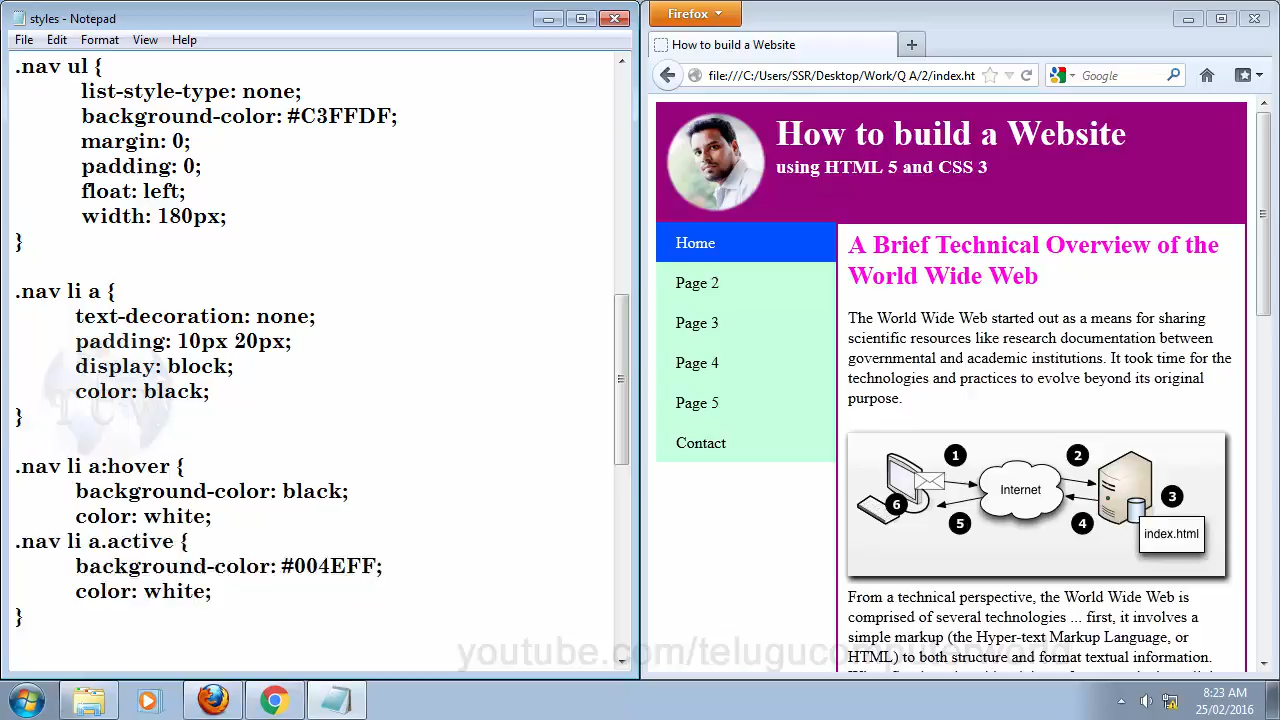 styles - Notepad
File Edit Format View Help
.nav ul {
list-style-type: none;
background-color: #C3FFDF;
margin: 0;
padding: 0;
float: left;
width: 180px;
}
.nav li a {
text-decoration: none;
padding: 10px 20px;
display: block;
color: black;
}
.nav li a:hover {
background-color: black;
color: white;
.nav li a.active {
background-color: #004EFF;
color: white;
}
TCW
Firefox
How to build a Website
file:///C:/Users/SSR/Desktop/Work/Q A/2/index.ht
Google
How to build a Website
using HTML 5 and CSS 3
Home
Page 2
Page 3
Page 4
Page 5
Contact
A Brief Technical Overview of the
World Wide Web
The World Wide Web started out as a means for sharing
scientific resources like research documentation between
governmental and academic institutions. It took time for the
technologies and practices to evolve beyond its original
purpose.
1
2
Internet
6
3
5
4
index.html
From a technical perspective, the World Wide Web is
comprised of several technologies ... first, it involves a
simple markup (the Hyper-text Markup Language, or
HTML) to both structure and format textual information.
8:23 AM
25/02/2016